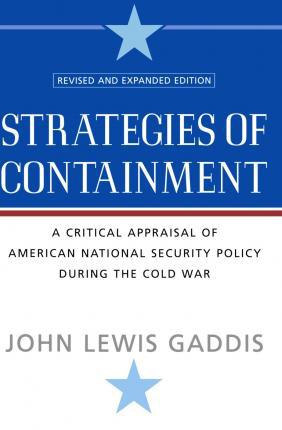 REVISED AND EXPANDED EDITION
STRATEGIES OF
CONTAINMENT
A CRITICAL APPRAISAL OF
AMERICAN NATIONAL SECURITY POLICY
DURING THE COLD WAR
JOHN LEWIS GADDIS